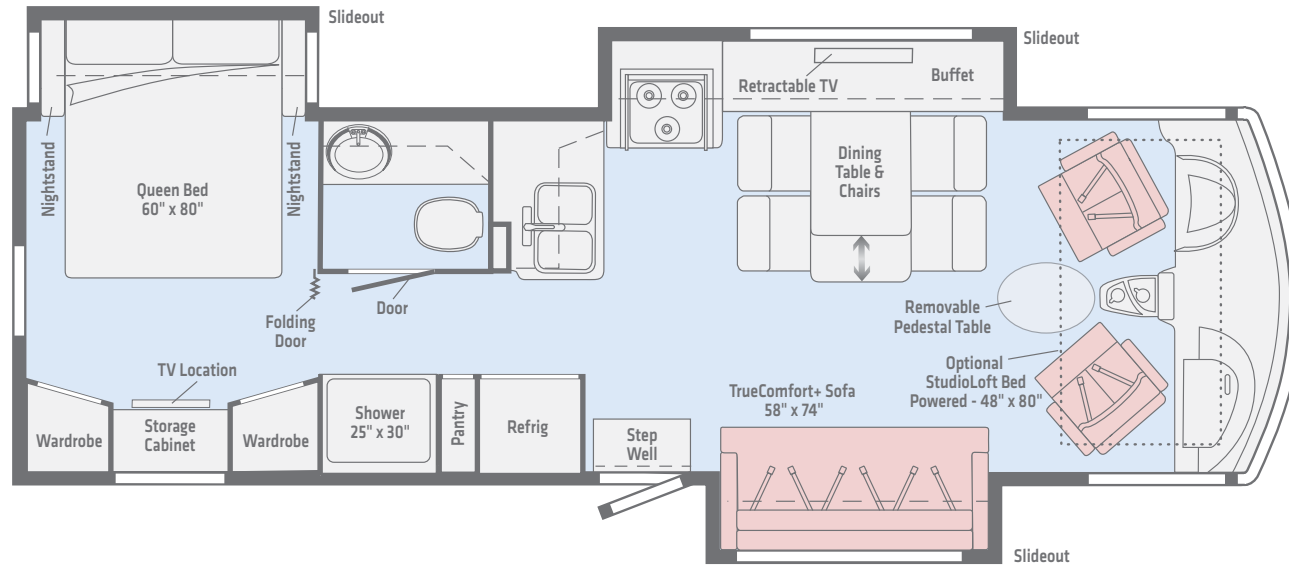 Slideout
Slideout
Retractable TV
Buffet
Nightstand
Queen Bed
60" x 80"
Nightstand
Dining
Table &
Chairs
Door
Folding
Door
Removable
Pedestal Table
TV Location
Optional
StudioLoft Bed
Powered - 48" x 80"
TrueComfort+ Sofa
58" x 74"
Wardrobe
Storage
Cabinet
Wardrobe
Shower
25" x 30"
Pantry
Refrig
Step
Well
Slideout